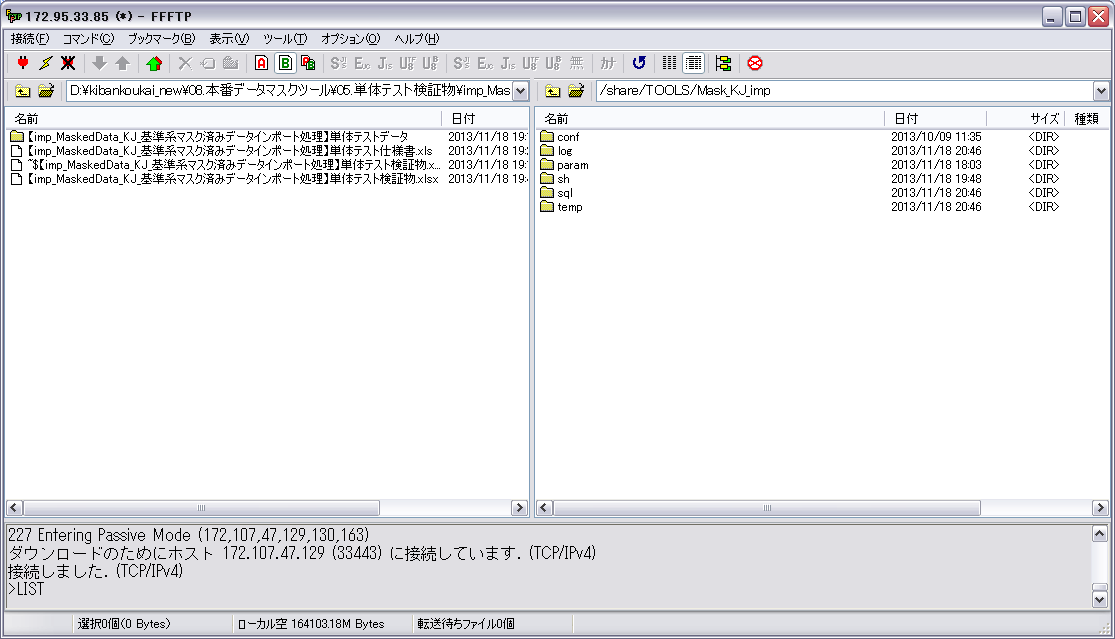 172.95.33.85 (*) - FFFTP
接続(F) コマンド(C) ブックマーク(B) 表示(V) ツール(T) オプション(O) ヘルプ(H)
A B 無 カナ
D:¥kibankoukai_new¥08.本番データマスクツール¥05.単体テスト検証物¥imp_Mas
/share/TOOLS/Mask_KJ_imp
名前 日付
【imp_MaskedData_KJ_基準系マスク済みデータインポート処理】単体テストデータ 2013/11/18 19:
【imp_MaskedData_KJ_基準系マスク済みデータインポート処理】単体テスト仕様書.xls 2013/11/18 19:
~$【imp_MaskedData_KJ_基準系マスク済みデータインポート処理】単体テスト検証物.x... 2013/11/18 19:
【imp_MaskedData_KJ_基準系マスク済みデータインポート処理】単体テスト検証物.xlsx 2013/11/18 19:
名前 日付 サイズ 種類
conf 2013/10/09 11:35 <DIR>
log 2013/11/18 20:46 <DIR>
param 2013/11/18 18:03 <DIR>
sh 2013/11/18 19:48 <DIR>
sql 2013/11/18 20:46 <DIR>
temp 2013/11/18 20:46 <DIR>
227 Entering Passive Mode (172,107,47,129,130,163)
ダウンロードのためにホスト 172.107.47.129 (33443) に接続しています. (TCP/IPv4)
接続しました. (TCP/IPv4)
>LIST
選択0個(0 Bytes) ローカル空 164103.18M Bytes 転送待ちファイル0個